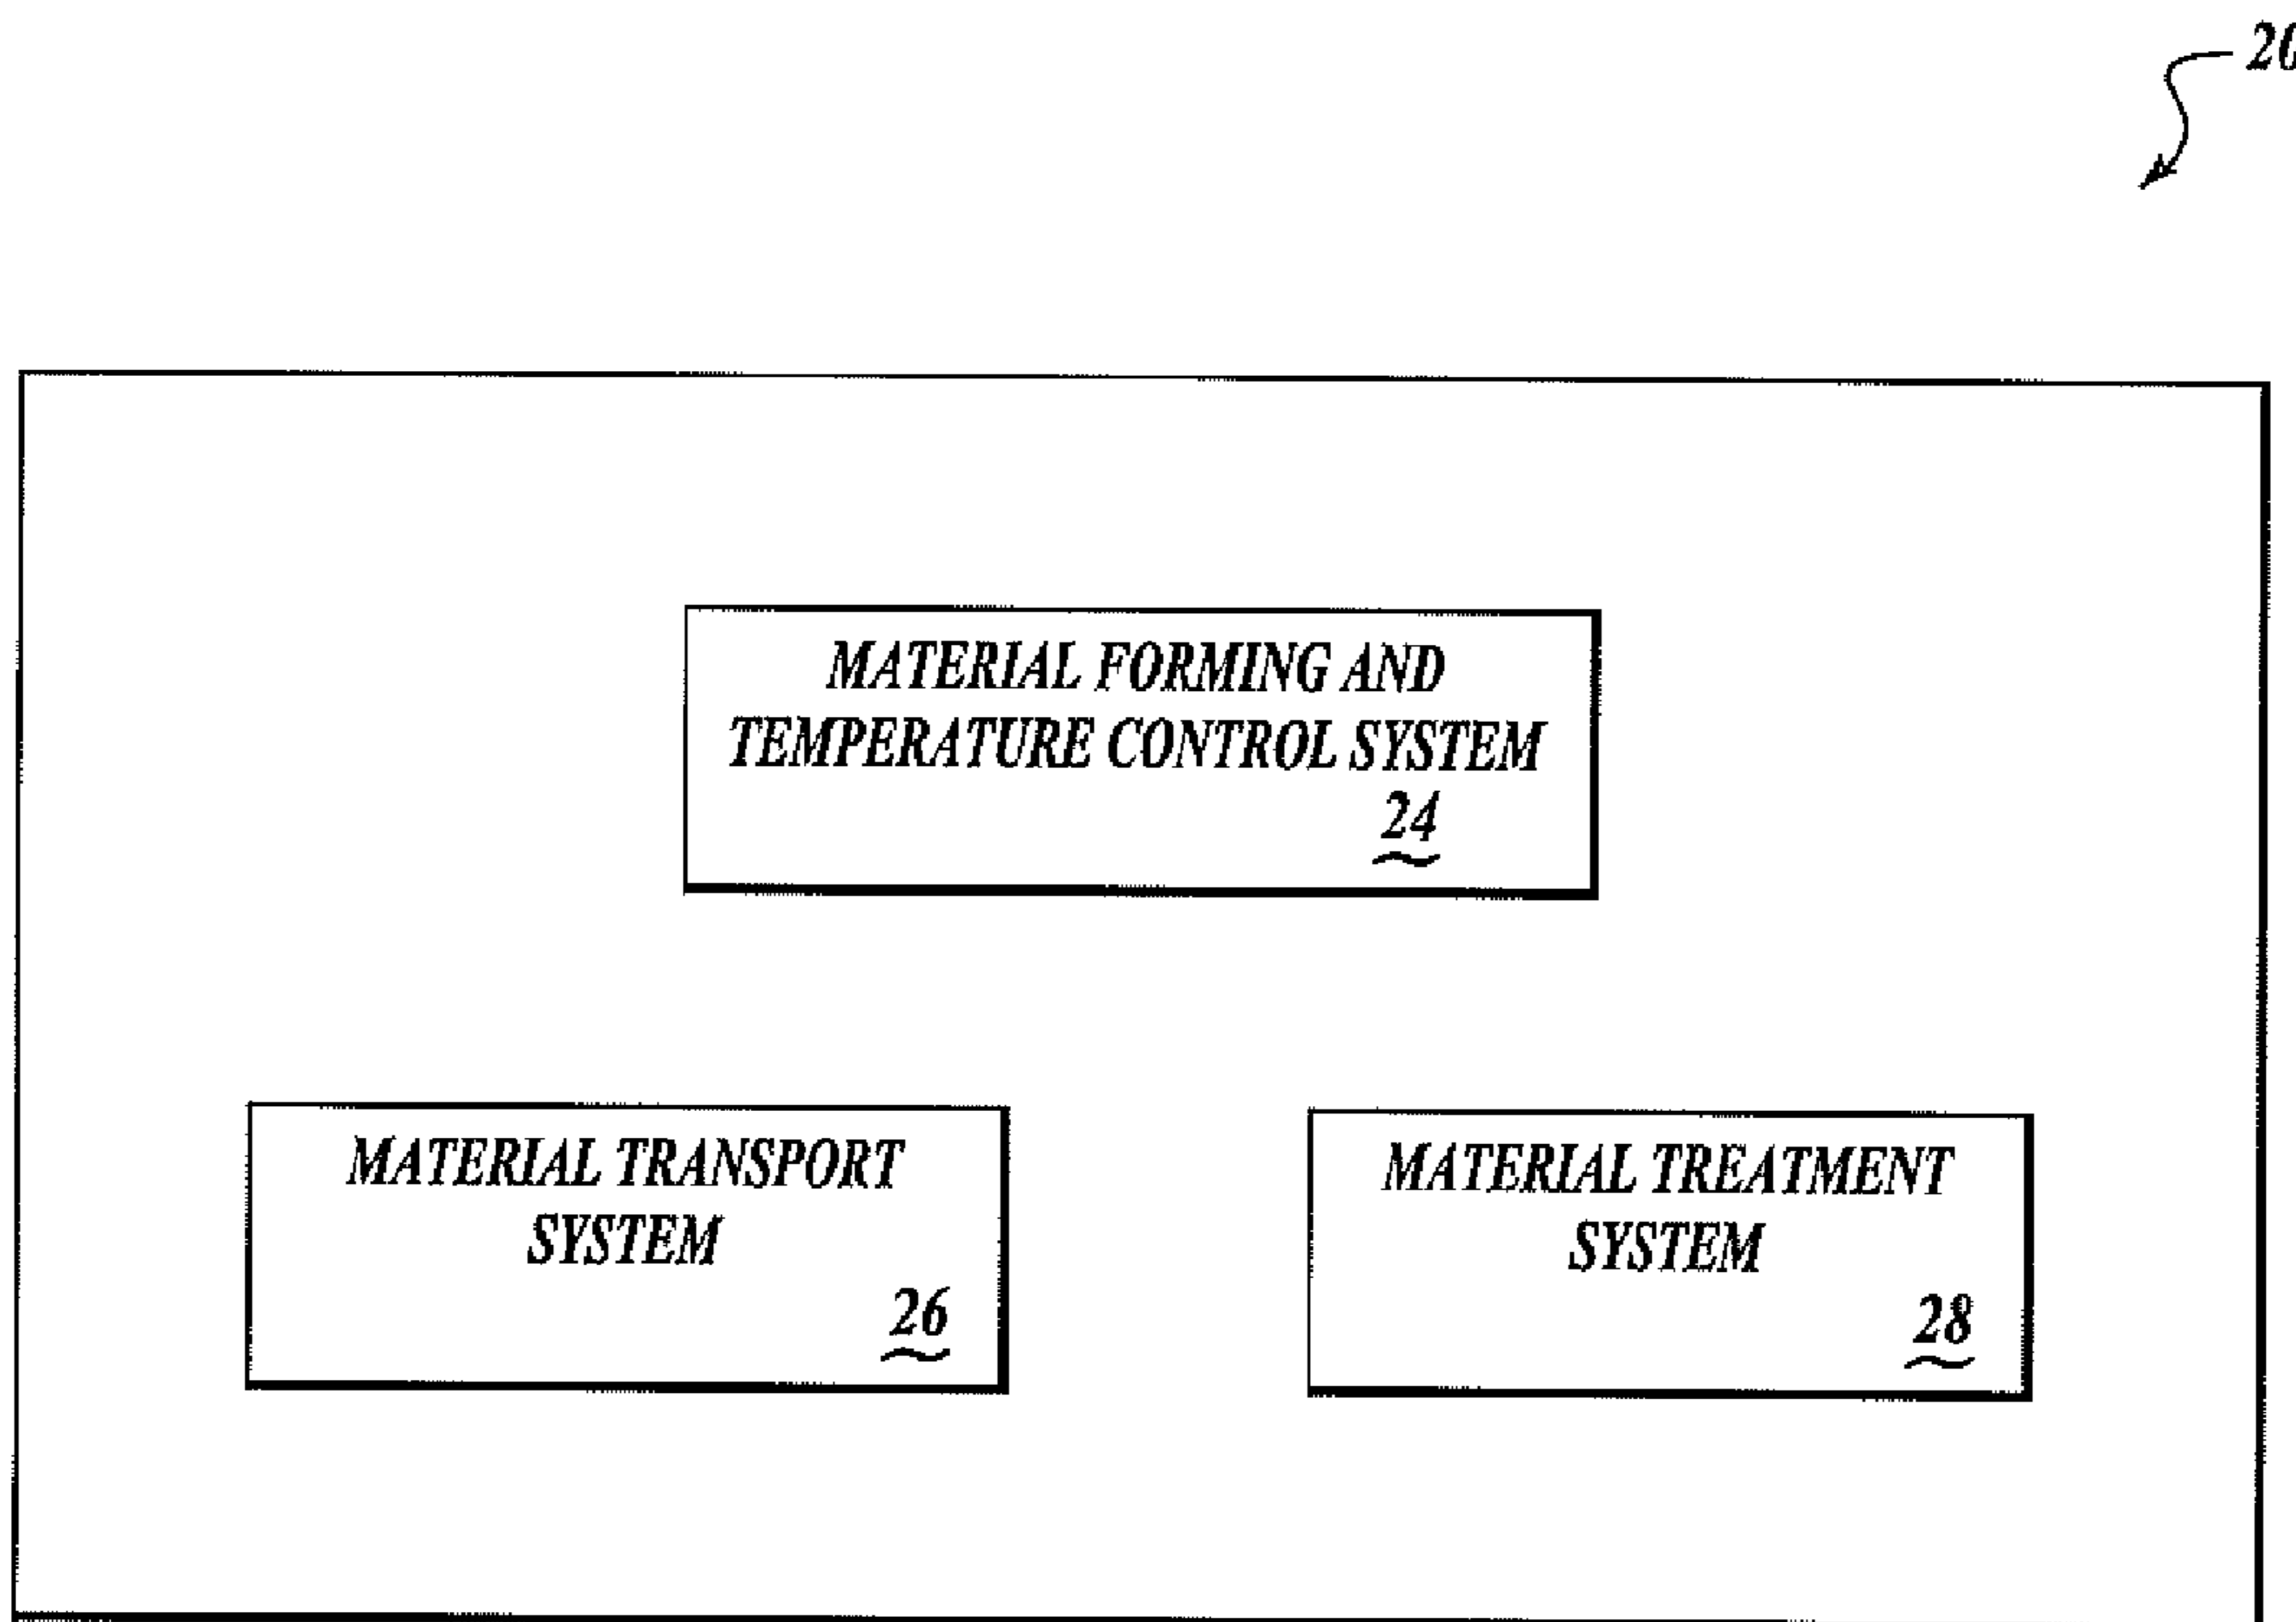 20
MATERIAL FORMING AND
TEMPERATURE CONTROL SYSTEM
24
MATERIAL TRANSPORT
SYSTEM
26
MATERIAL TREATMENT
SYSTEM
28